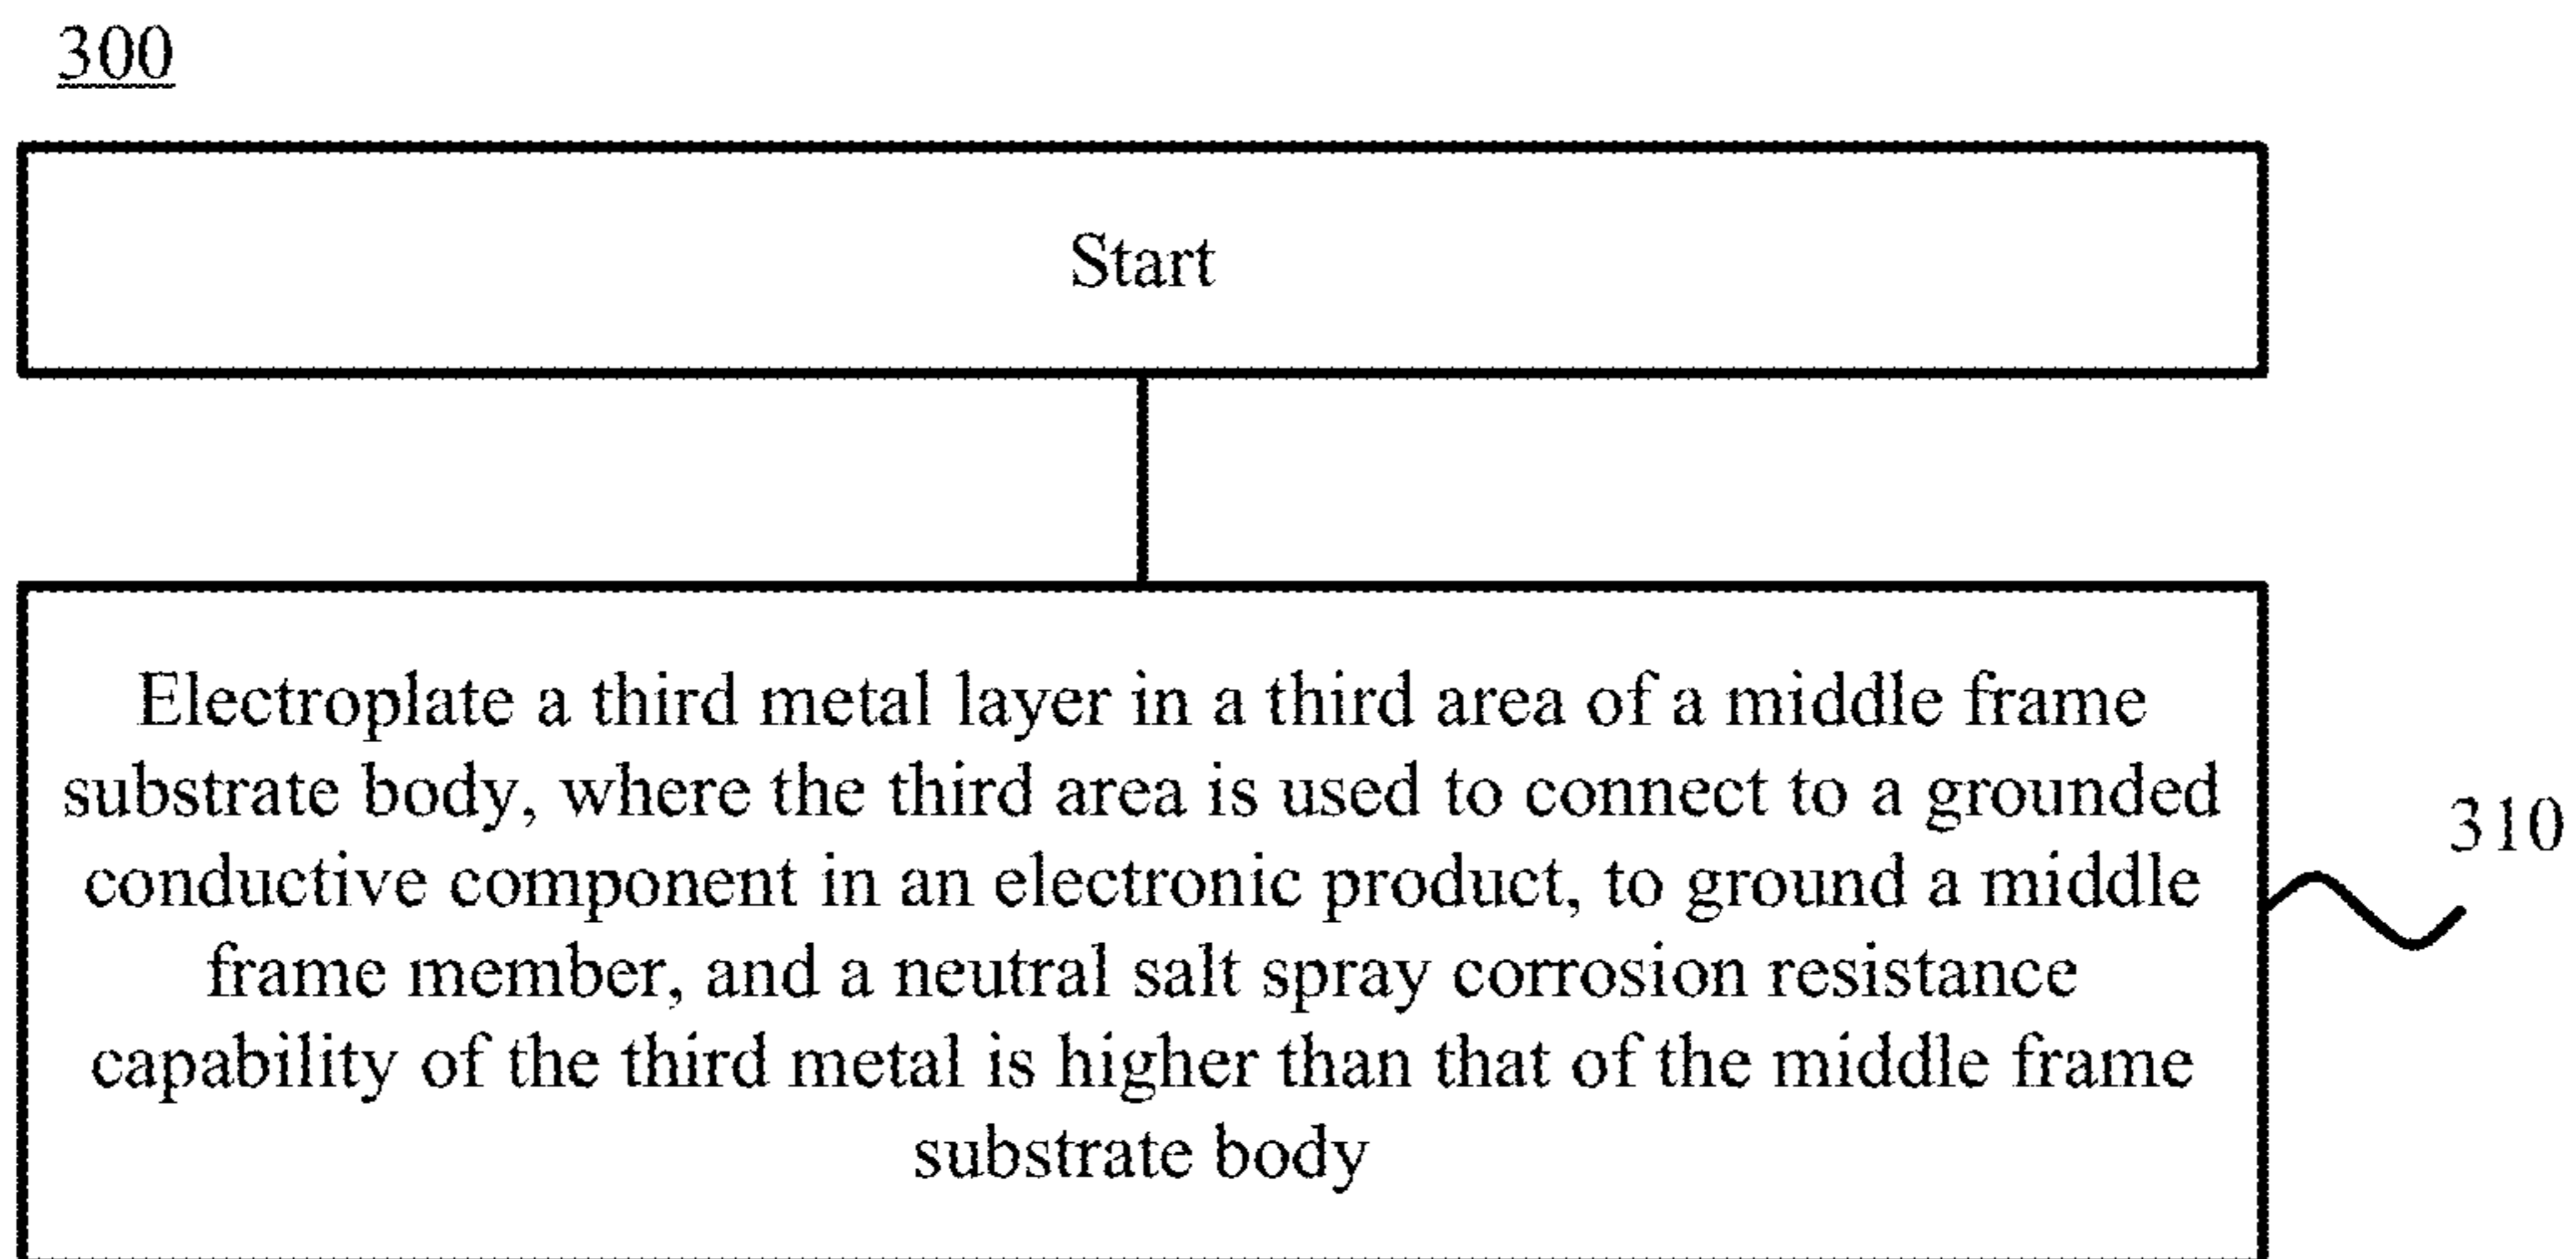 300
Start
Electroplate a third metal layer in a third area of a middle frame
substrate body, where the third area is used to connect to a grounded
conductive component in an electronic product, to ground a middle
frame member, and a neutral salt spray corrosion resistance
capability of the third metal is higher than that of the middle frame
substrate body
310